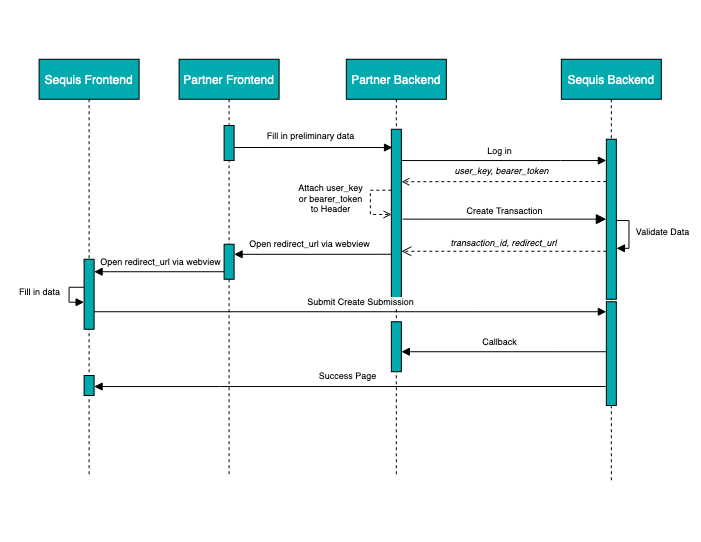 Sequis Frontend
Partner Frontend
Partner Backend
Sequis Backend
Fill in preliminary data
Log in
user_key, bearer_token
Attach user_key
or bearer_token
to Header
Create Transaction
Validate Data
Open redirect_url via webview
transaction_id, redirect_url
Open redirect_url via webview
Fill in data
Submit Create Submission
Callback
Success Page